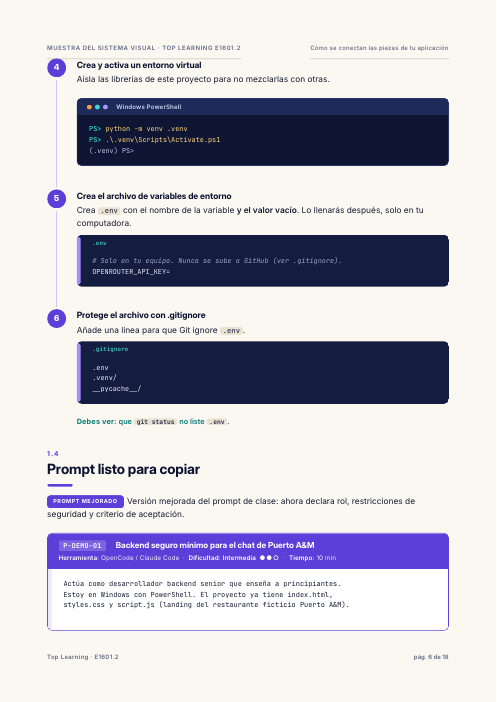 MUESTRA DEL SISTEMA VISUAL · TOP LEARNING E1601.2
Cómo se conectan las piezas de tu aplicación
4
Crea y activa un entorno virtual
Aísla las librerías de este proyecto para no mezclarlas con otras.
Windows PowerShell
PS> python -m venv .venv
PS> .\.venv\Scripts\Activate.ps1
(.venv) PS>
5
Crea el archivo de variables de entorno
Crea .env con el nombre de la variable y el valor vacío. Lo llenarás después, solo en tu
computadora.
.env
# Solo en tu equipo. Nunca se sube a GitHub (ver .gitignore).
OPENROUTER_API_KEY=
6
Protege el archivo con .gitignore
Añade una línea para que Git ignore .env.
.gitignore
.env
.venv/
__pycache__/
Debes ver: que git status no liste .env.
1.4
Prompt listo para copiar
PROMPT MEJORADO Versión mejorada del prompt de clase: ahora declara rol, restricciones de
seguridad y criterio de aceptación.
P-DEMO-01 Backend seguro mínimo para el chat de Puerto A&M
Herramienta: OpenCode / Claude Code · Dificultad: Intermedia ●●○ · Tiempo: 10 min
Actúa como desarrollador backend senior que enseña a principiantes.
Estoy en Windows con PowerShell. El proyecto ya tiene index.html,
styles.css y script.js (landing del restaurante ficticio Puerto A&M).
Top Learning · E1601.2
pág. 6 de 18